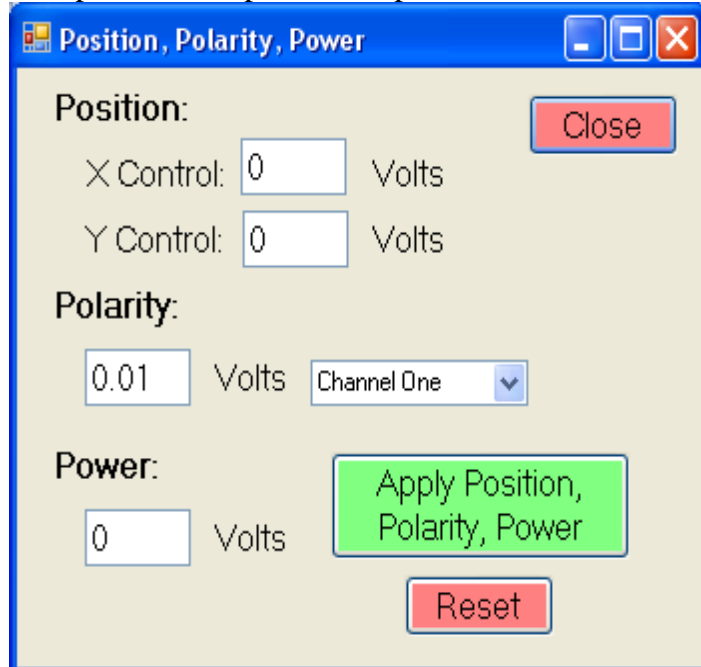 Position, Polarity, Power
Position:
Close
X Control: 0 Volts
Y Control: 0 Volts
Polarity:
0.01 Volts Channel One
Power:
Apply Position,
Polarity, Power
0 Volts
Reset